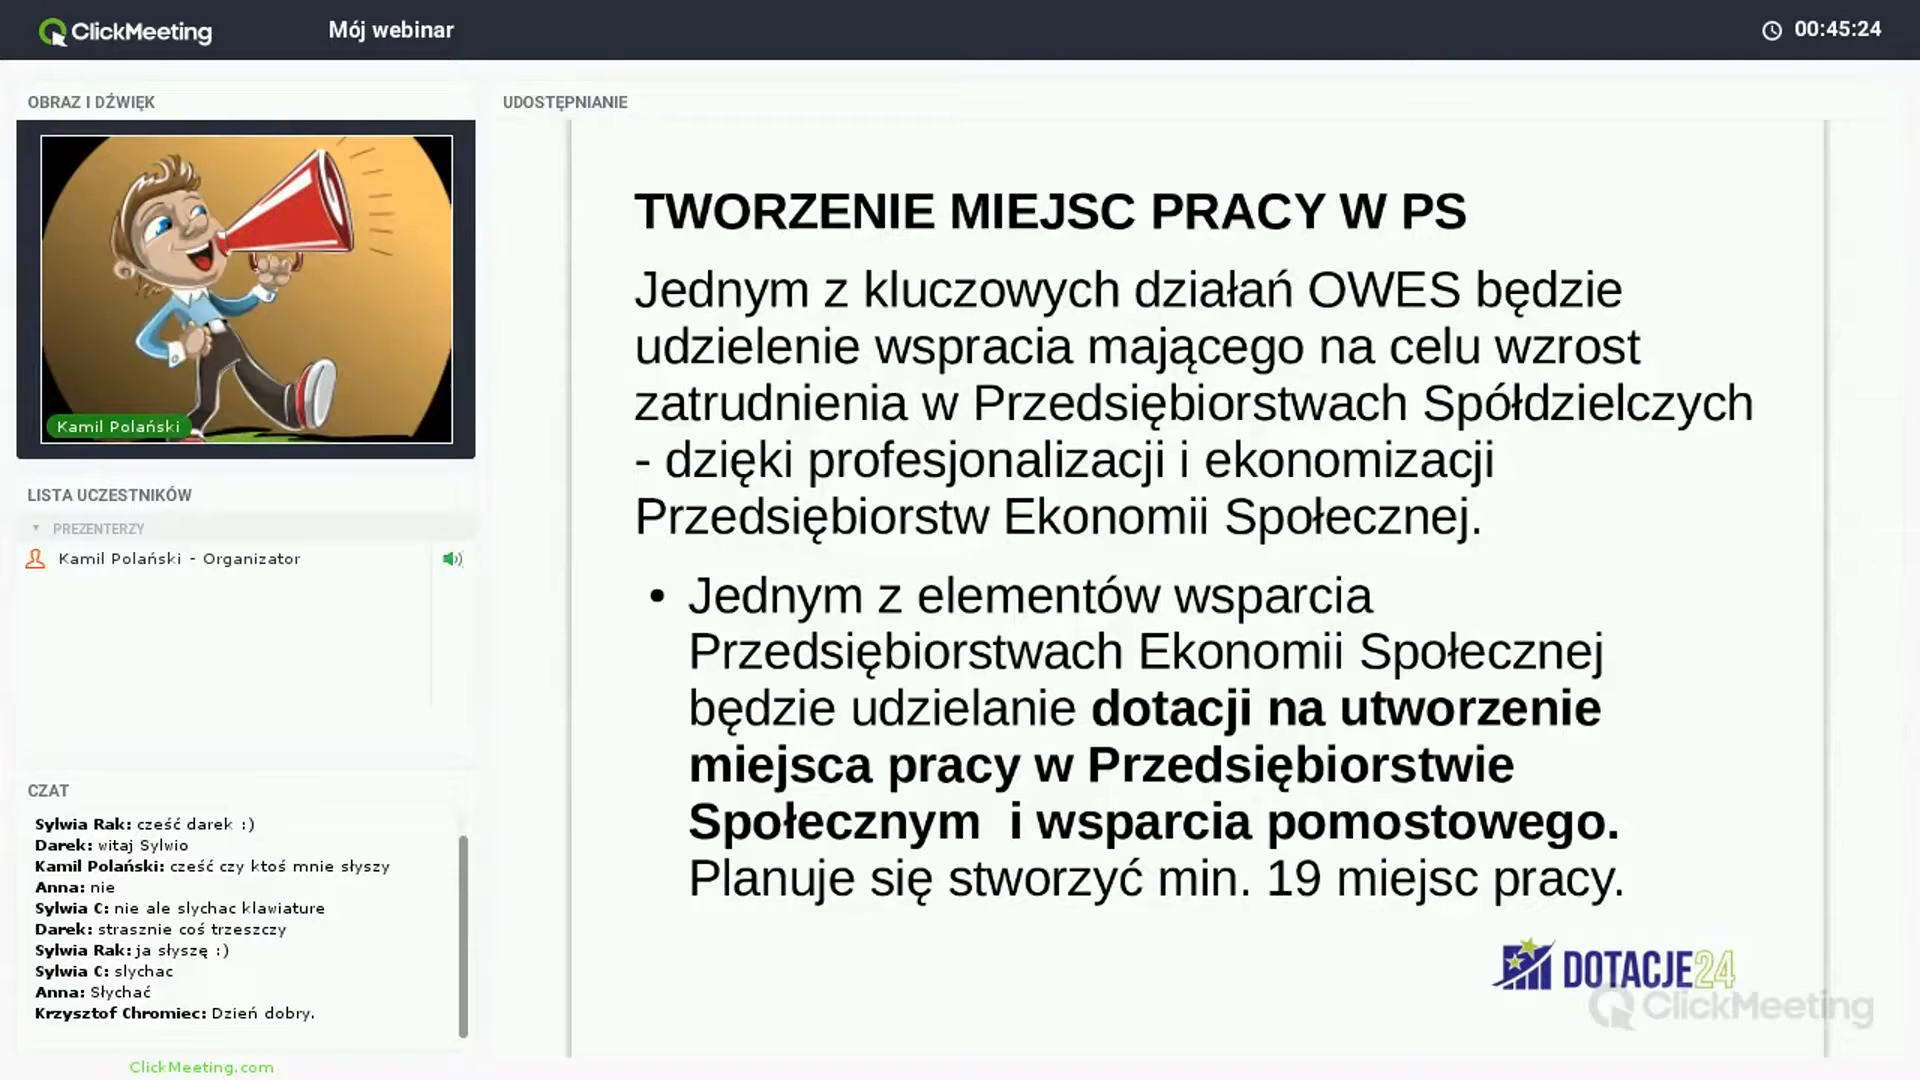 ClickMeeting
Mój webinar
00:45:24
OBRAZ I DŹWIĘK
Kamil Polański
LISTA UCZESTNIKÓW
PREZENTERZY
Kamil Polański - Organizator
CZAT
Sylwia Rak: cześć darek :)
Darek: witaj Sylwio
Kamil Polański: cześć czy ktoś mnie słyszy
Anna: nie
Sylwia C: nie ale slychac klawiature
Darek: strasznie coś trzeszczy
Sylwia Rak: ja słyszę :)
Sylwia C: slychac
Anna: Słychać
Krzysztof Chromiec: Dzień dobry.
ClickMeeting.com
UDOSTĘPNIANIE
TWORZENIE MIEJSC PRACY W PS
Jednym z kluczowych działań OWES będzie
udzielenie wspracia mającego na celu wzrost
zatrudnienia w Przedsiębiorstwach Spółdzielczych
- dzięki profesjonalizacji i ekonomizacji
Przedsiębiorstw Ekonomii Społecznej.
• Jednym z elementów wsparcia
Przedsiębiorstwach Ekonomii Społecznej
będzie udzielanie dotacji na utworzenie
miejsca pracy w Przedsiębiorstwie
Społecznym i wsparcia pomostowego.
Planuje się stworzyć min. 19 miejsc pracy.
DOTACJE24
ClickMeeting